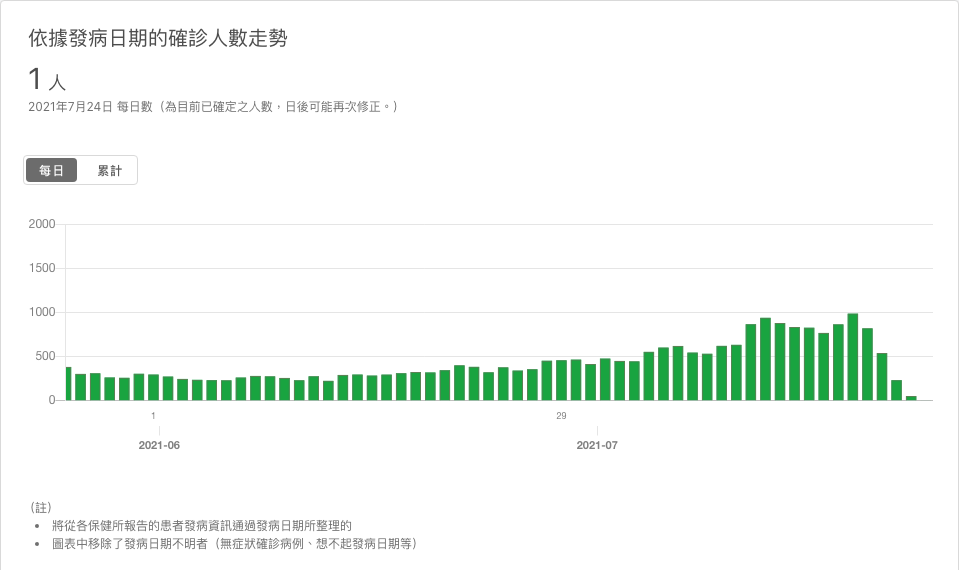 依據發病日期的確診人數走勢
1 人
2021年7月24日 每日數（為目前已確定之人數，日後可能再次修正。）
每日 累計
2000
1500
1000
500
0
1 29
2021-06 2021-07
（註）
• 將從各保健所報告的患者發病資訊通過發病日期所整理的
• 圖表中移除了發病日期不明者（無症狀確診病例、想不起發病日期等）